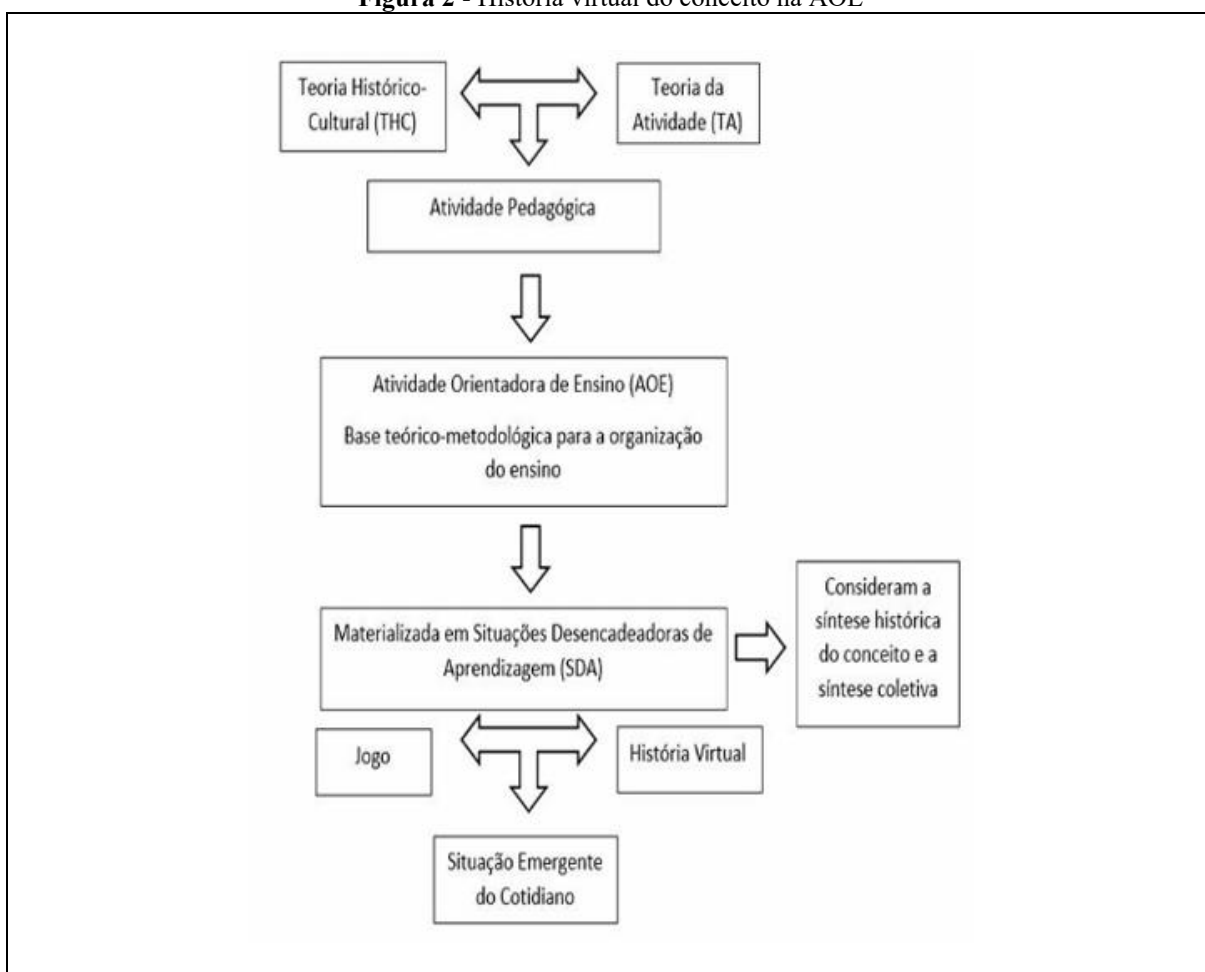 Figura 2 - História virtual do conceito na AOE
Teoria Histórico-
Cultural (THC)
Teoria da
Atividade (TA)
Atividade Pedagógica
Atividade Orientadora de Ensino (AOE)
Base teórico-metodológica para a organização
do ensino
Materializada em Situações Desencadeadoras de
Aprendizagem (SDA)
Consideram a
síntese histórica
do conceito e a
síntese coletiva
Jogo
História Virtual
Situação Emergente
do Cotidiano